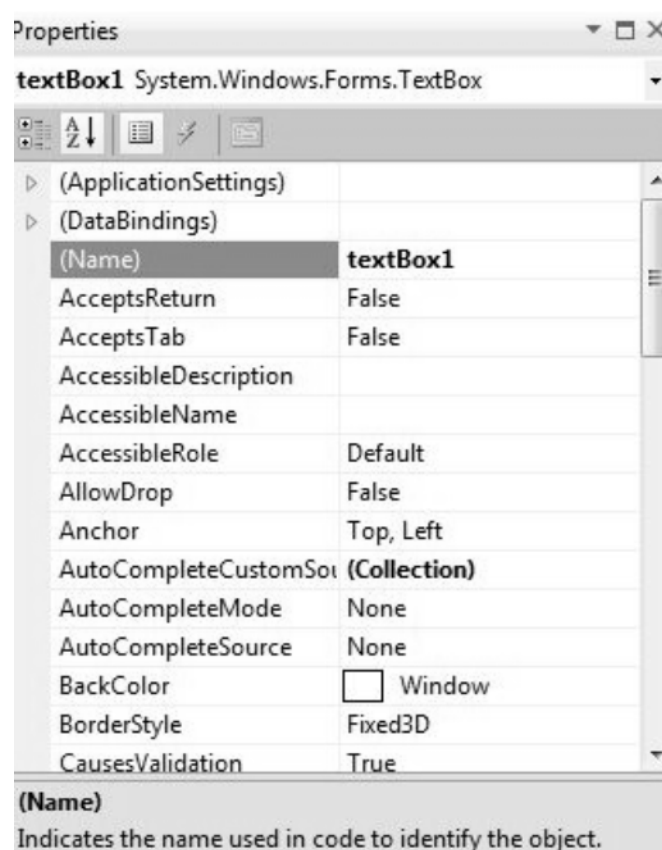 Properties
textBox1 System.Windows.Forms.TextBox
(ApplicationSettings)
(DataBindings)
(Name) textBox1
AcceptsReturn False
AcceptsTab False
AccessibleDescription
AccessibleName
AccessibleRole Default
AllowDrop False
Anchor Top, Left
AutoCompleteCustomSou (Collection)
AutoCompleteMode None
AutoCompleteSource None
BackColor Window
BorderStyle Fixed3D
CausesValidation True
(Name)
Indicates the name used in code to identify the object.